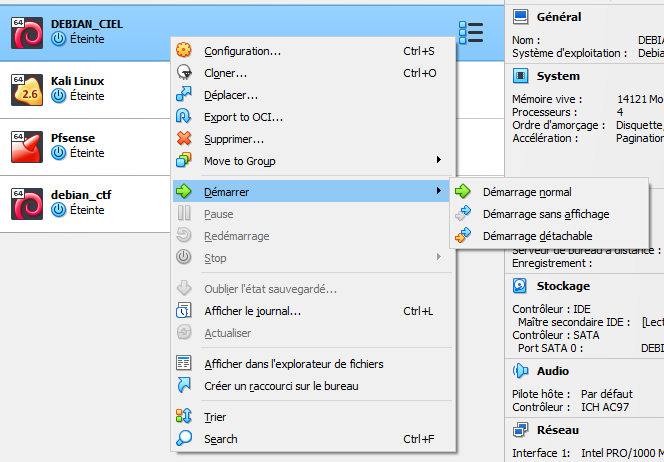 64
DEBIAN_CIEL
Éteinte
64
2.6
Kali Linux
Éteinte
Pfsense
Éteinte
64
debian_ctf
Éteinte
Configuration... Ctrl+S
Cloner... Ctrl+O
Déplacer...
Export to OCI...
Supprimer...
Move to Group
Démarrer
Pause
Redémarrage
Stop
Oublier l'état sauvegardé...
Afficher le journal... Ctrl+L
Actualiser
Afficher dans l'explorateur de fichiers
Créer un raccourci sur le bureau
Trier
Search Ctrl+F
Démarrage normal
Démarrage sans affichage
Démarrage détachable
Général
Nom : DEBIA
Système d'exploitation : Debia
System
Mémoire vive : 14121 Mo
Processeurs : 4
Ordre d'amorçage : Disquette,
Accélération : Pagination
Serveur de bureau à distance :
Enregistrement :
Stockage
Contrôleur : IDE
Maître secondaire IDE : [Lect
Contrôleur : SATA
Port SATA 0 : DEBI
Audio
Pilote hôte : Par défaut
Contrôleur : ICH AC97
Réseau
Interface 1: Intel PRO/1000 M